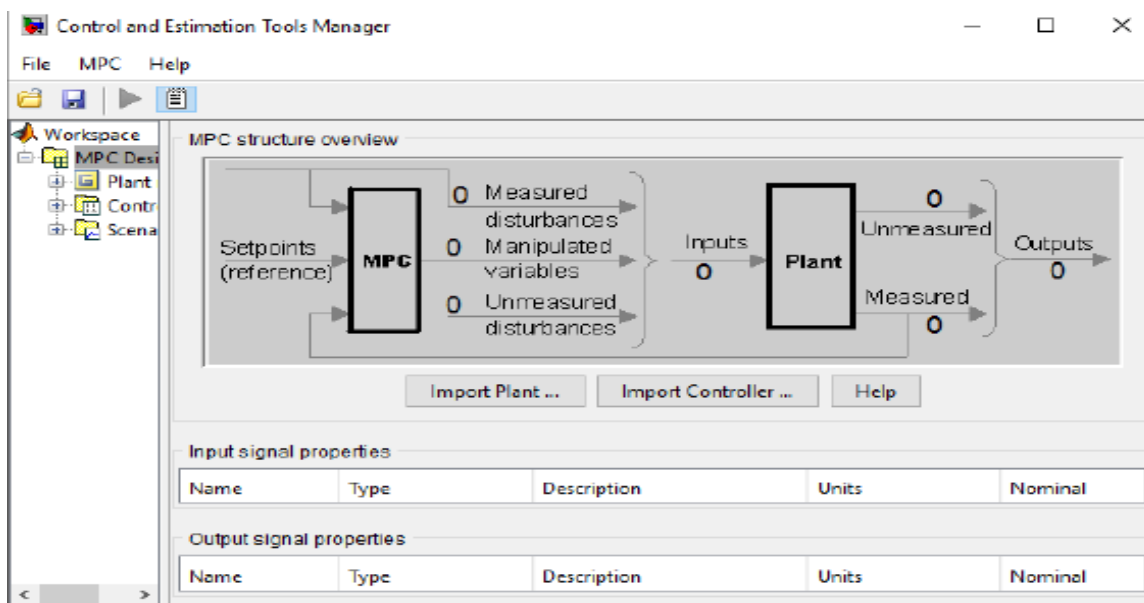 Control and Estimation Tools Manager
File MPC Help
Workspace
MPC Desi
Plant
Contr
Scena
MPC structure overview
Setpoints
(reference)
MPC
0 Measured
disturbances
0 Manipulated
variables
0 Unmeasured
disturbances
Inputs
0
Plant
0
Unmeasured
Measured
0
Outputs
0
Import Plant ... Import Controller ... Help
Input signal properties
Name Type Description Units Nominal
Output signal properties
Name Type Description Units Nominal